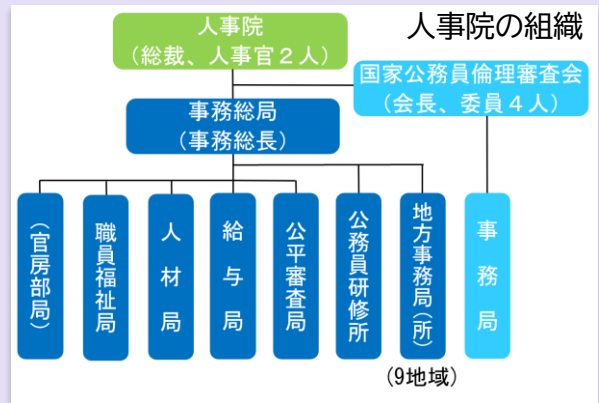 人事院の組織
人事院
(総裁、人事官２人)
国家公務員倫理審査会
(会長、委員４人)
事務総局
(事務総長)
(官房部局)
職員福祉局
人材局
給与局
公平審査局
公務員研修所
地方事務局(所)
事務局
(9地域)